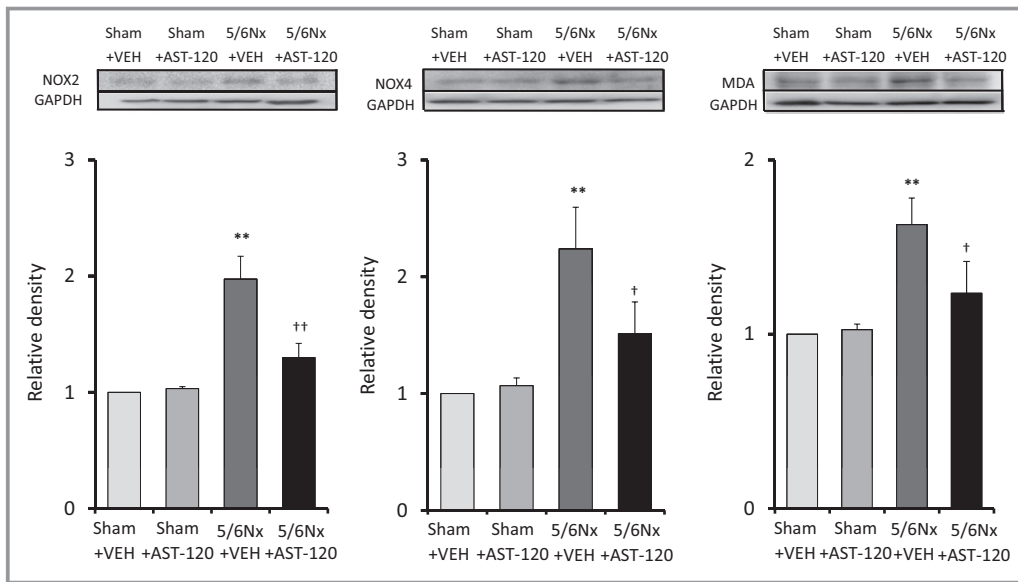 Sham Sham 5/6Nx 5/6Nx
+VEH +AST-120 +VEH +AST-120
NOX2
GAPDH
Sham Sham 5/6Nx 5/6Nx
+VEH +AST-120 +VEH +AST-120
NOX4
GAPDH
Sham Sham 5/6Nx 5/6Nx
+VEH +AST-120 +VEH +AST-120
MDA
GAPDH
Relative density
3
2
1
0
**
††
Sham Sham 5/6Nx 5/6Nx
+VEH +AST-120 +VEH +AST-120
Relative density
3
2
1
0
**
†
Sham Sham 5/6Nx 5/6Nx
+VEH +AST-120 +VEH +AST-120
Relative density
2
1
0
**
†
Sham Sham 5/6Nx 5/6Nx
+VEH +AST-120 +VEH +AST-120